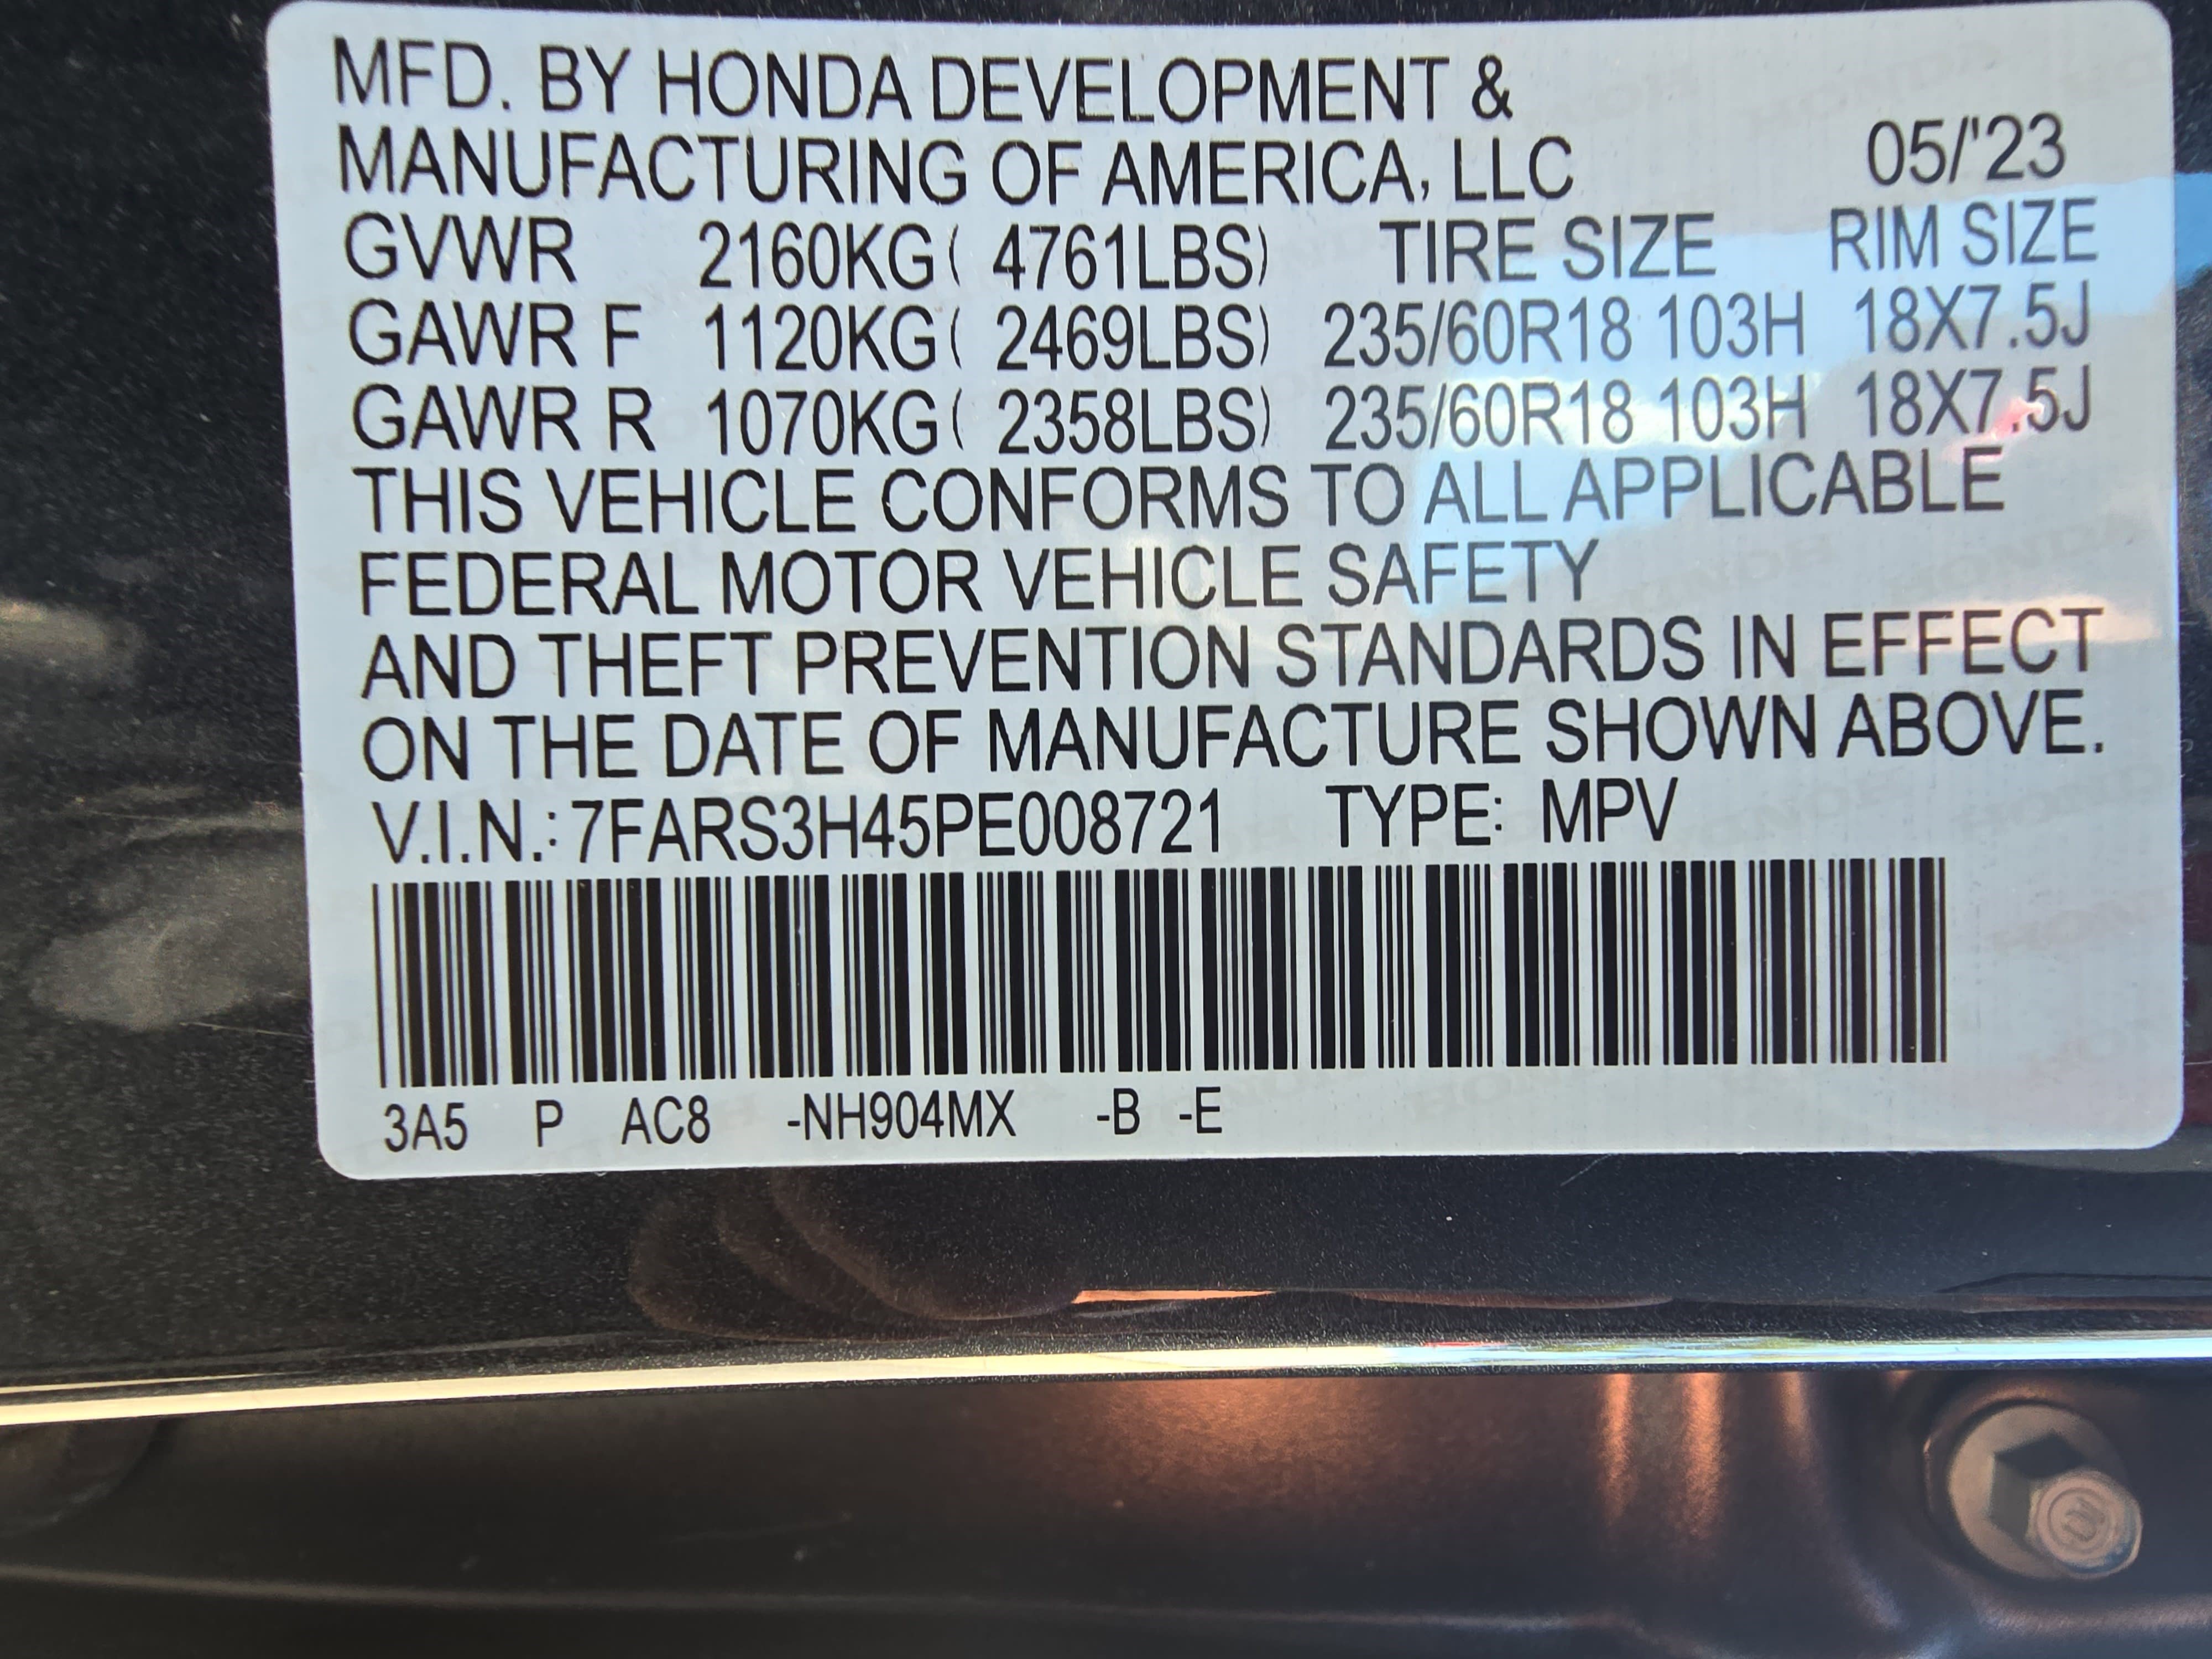 MFD. BY HONDA DEVELOPMENT &
MANUFACTURING OF AMERICA, LLC 05/'23
GVWR 2160KG( 4761LBS) TIRE SIZE RIM SIZE
GAWR F 1120KG( 2469LBS) 235/60R18 103H 18X7.5J
GAWR R 1070KG( 2358LBS) 235/60R18 103H 18X7.5J
THIS VEHICLE CONFORMS TO ALL APPLICABLE
FEDERAL MOTOR VEHICLE SAFETY
AND THEFT PREVENTION STANDARDS IN EFFECT
ON THE DATE OF MANUFACTURE SHOWN ABOVE.
V.I.N.: 7FARS3H45PE008721 TYPE: MPV
3A5 P AC8 -NH904MX -B -E